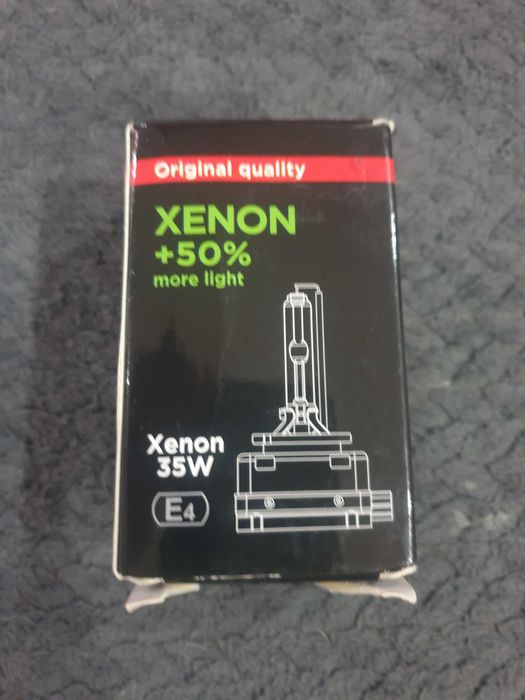 Original quality
XENON
+50%
more light
Xenon
35W
E4